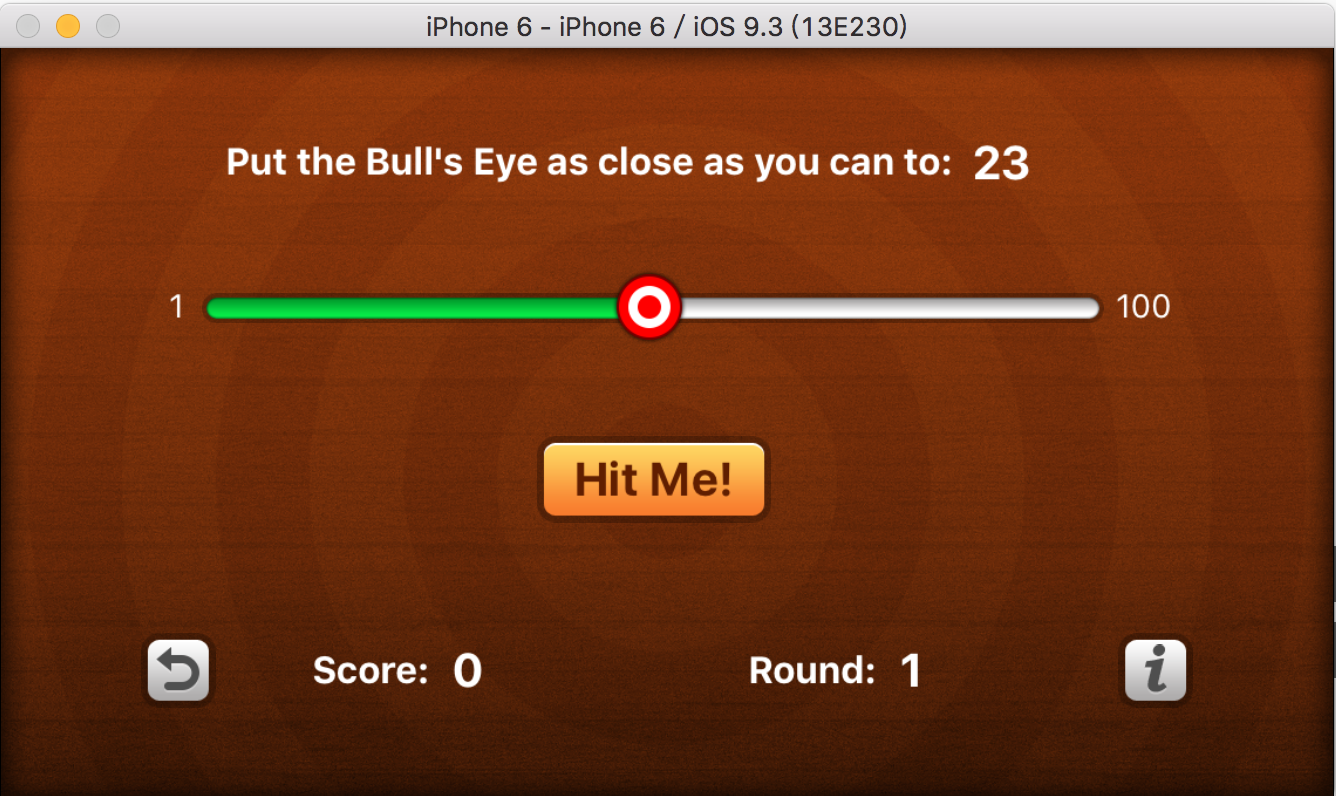 iPhone 6 - iPhone 6 / iOS 9.3 (13E230)
Put the Bull's Eye as close as you can to: 23
1 100
Hit Me!
Score: 0 Round: 1 i